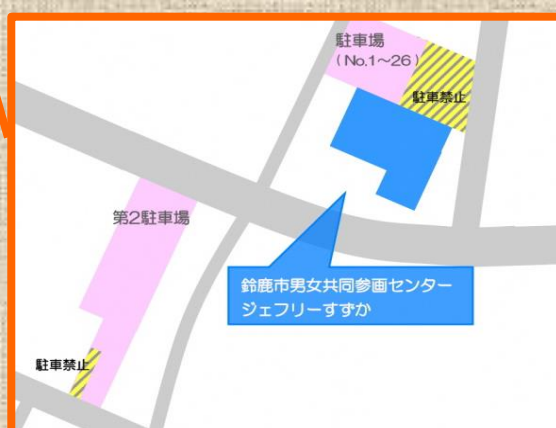 駐車場
(No.1~26)
駐車禁止
第2駐車場
鈴鹿市男女共同参画センター
ジェフリーすずか
駐車禁止